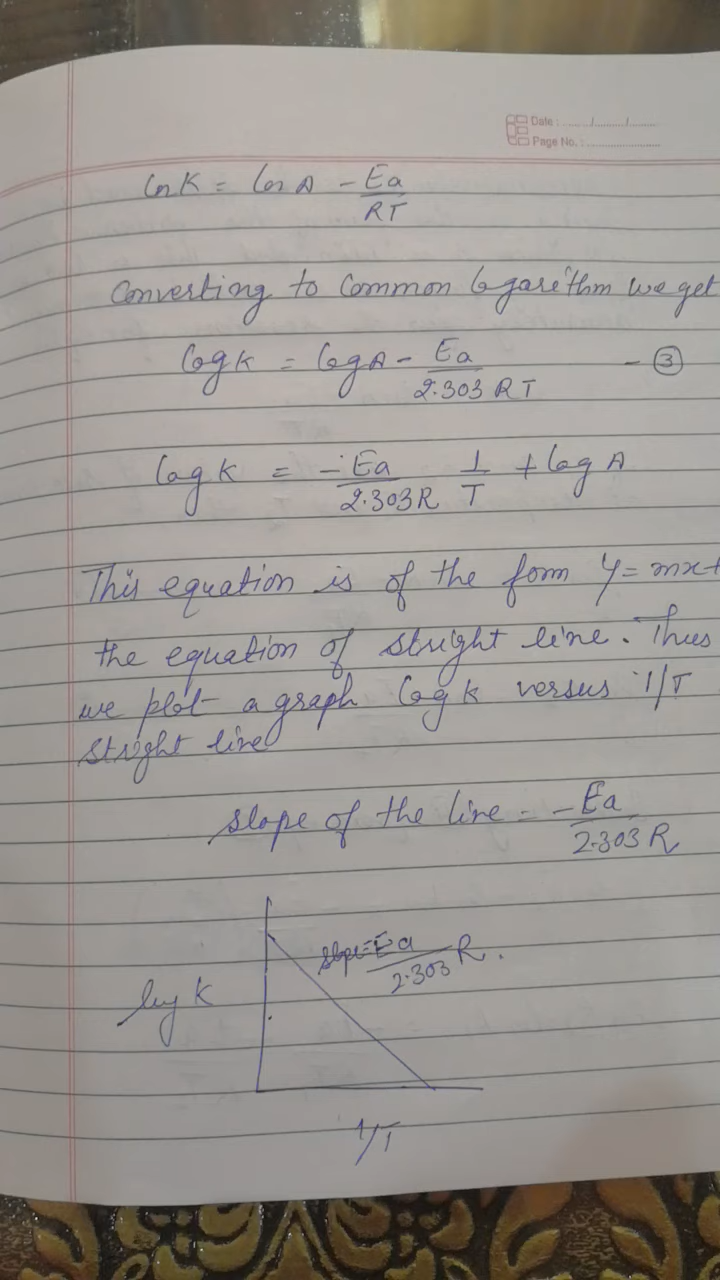 Date : ......./......../........
Page No. : ........................
ln K = ln A - Ea/RT
Converting to common logarithm we get
log K = log A - Ea/2.303 RT - ③
log K = -Ea/2.303R 1/T + log A
This equation is of the form y = mx+
the equation of stright line. Thus
we plot a graph log K versus 1/T
stright line
slope of the line = -Ea/2.303 R
slope=Ea/2.303 R.
log K
1/T